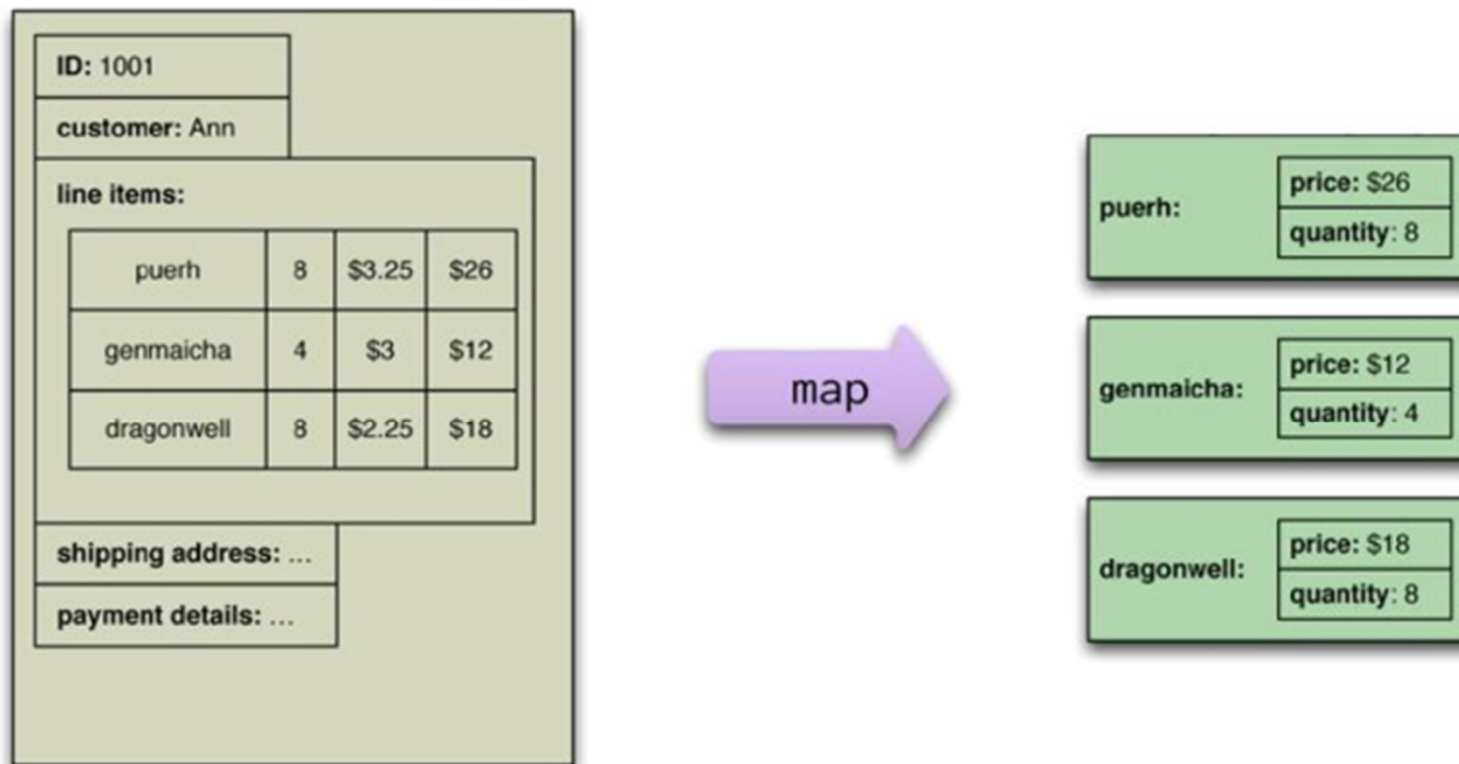 ID: 1001
customer: Ann
line items:
puerh 8 $3.25 $26
genmaicha 4 $3 $12
dragonwell 8 $2.25 $18
shipping address: ...
payment details: ...
map
puerh:
price: $26
quantity: 8
genmaicha:
price: $12
quantity: 4
dragonwell:
price: $18
quantity: 8